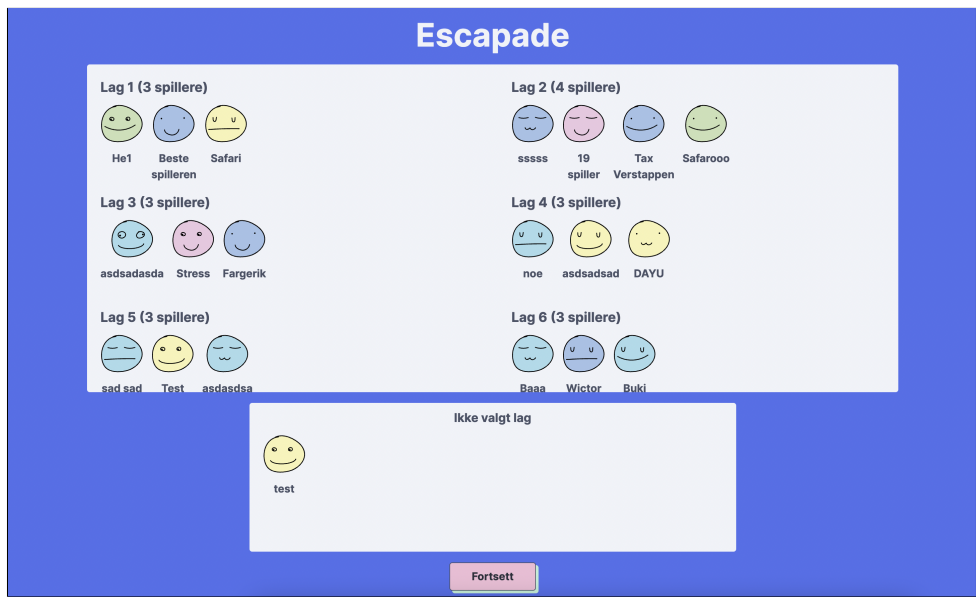 Escapade
Lag 1 (3 spillere)
He1
Beste
spilleren
Safari
Lag 2 (4 spillere)
sssss
19
spiller
Tax
Verstappen
Safarooo
Lag 3 (3 spillere)
asdsadasda
Stress
Fargerik
Lag 4 (3 spillere)
noe
asdsadsad
DAYU
Lag 5 (3 spillere)
sad sad
Test
asdasdsa
Lag 6 (3 spillere)
Baaa
Wictor
Buki
Ikke valgt lag
test
Fortsett